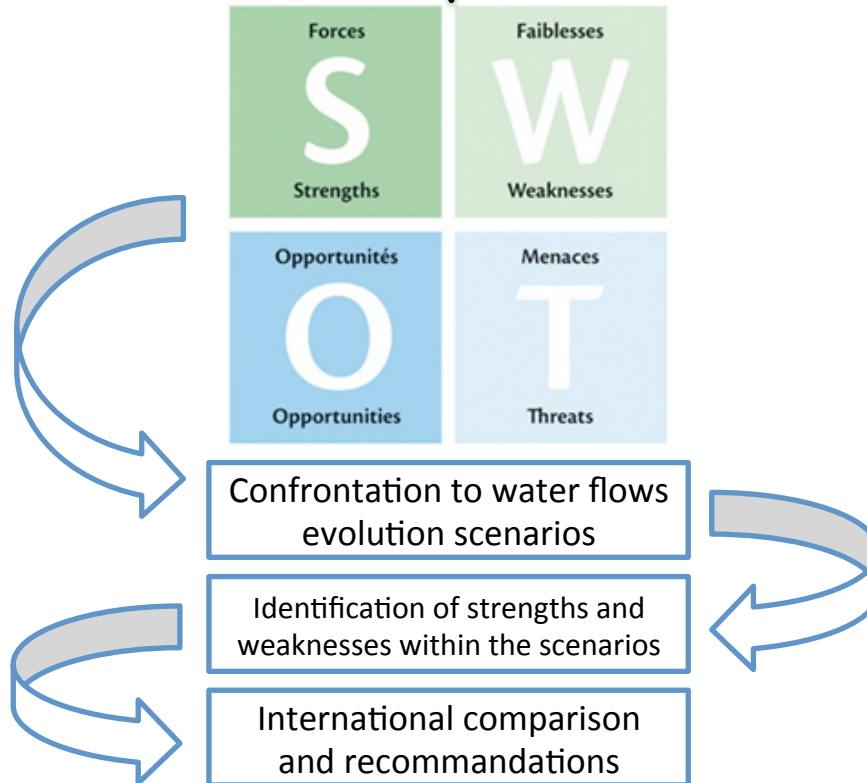 Forces
S
Strengths
Faiblesses
W
Weaknesses
Opportunités
O
Opportunities
Menaces
T
Threats
Confrontation to water flows
evolution scenarios
Identification of strengths and
weaknesses within the scenarios
International comparison
and recommandations